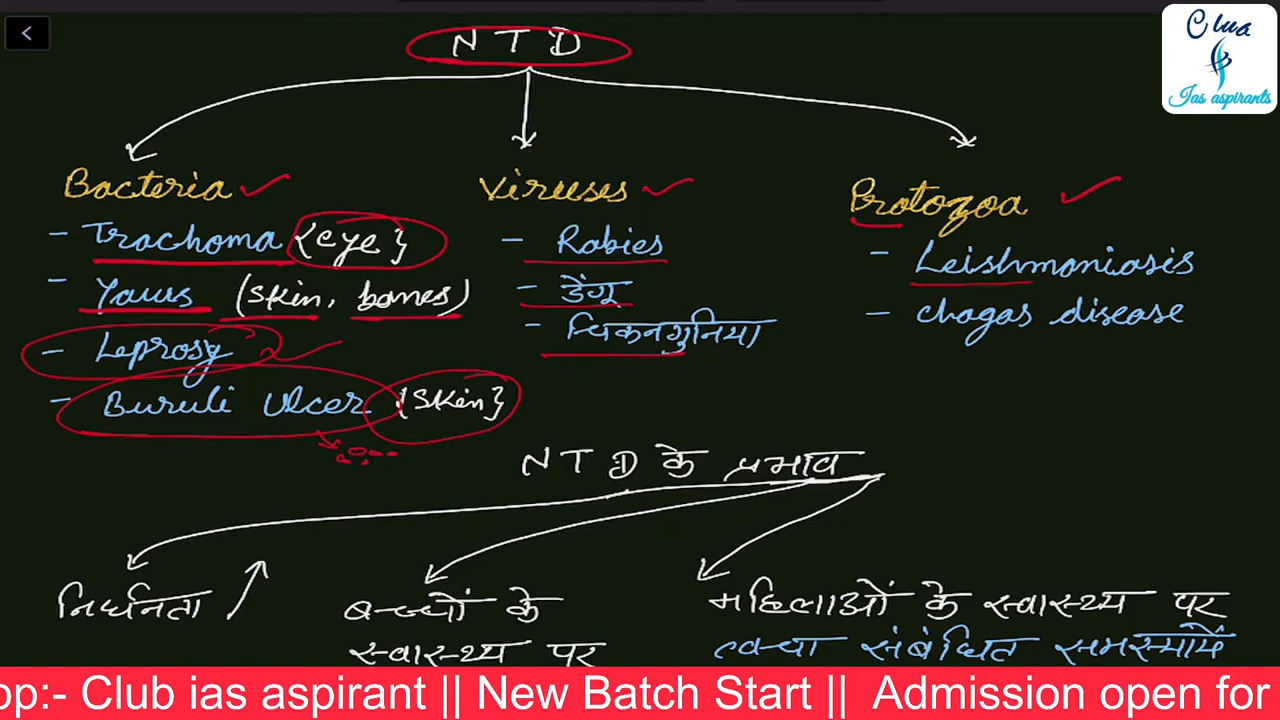 NTD
Clua
Ias aspirants
Bacteria
- Trachoma {eye}
- Yaws (skin, bones)
- Leprosy
- Buruli Ulcer {skin}
Viruses
- Rabies
- डेंगू
- चिकनगुनिया
Protozoa
- Leishmaniasis
- chagas disease
NTD के प्रभाव
निर्धनता
बच्चों के
स्वास्थ्य पर
महिलाओं के स्वास्थ्य पर
त्वचा संबंधित समस्यायें
op:- Club ias aspirant || New Batch Start || Admission open for